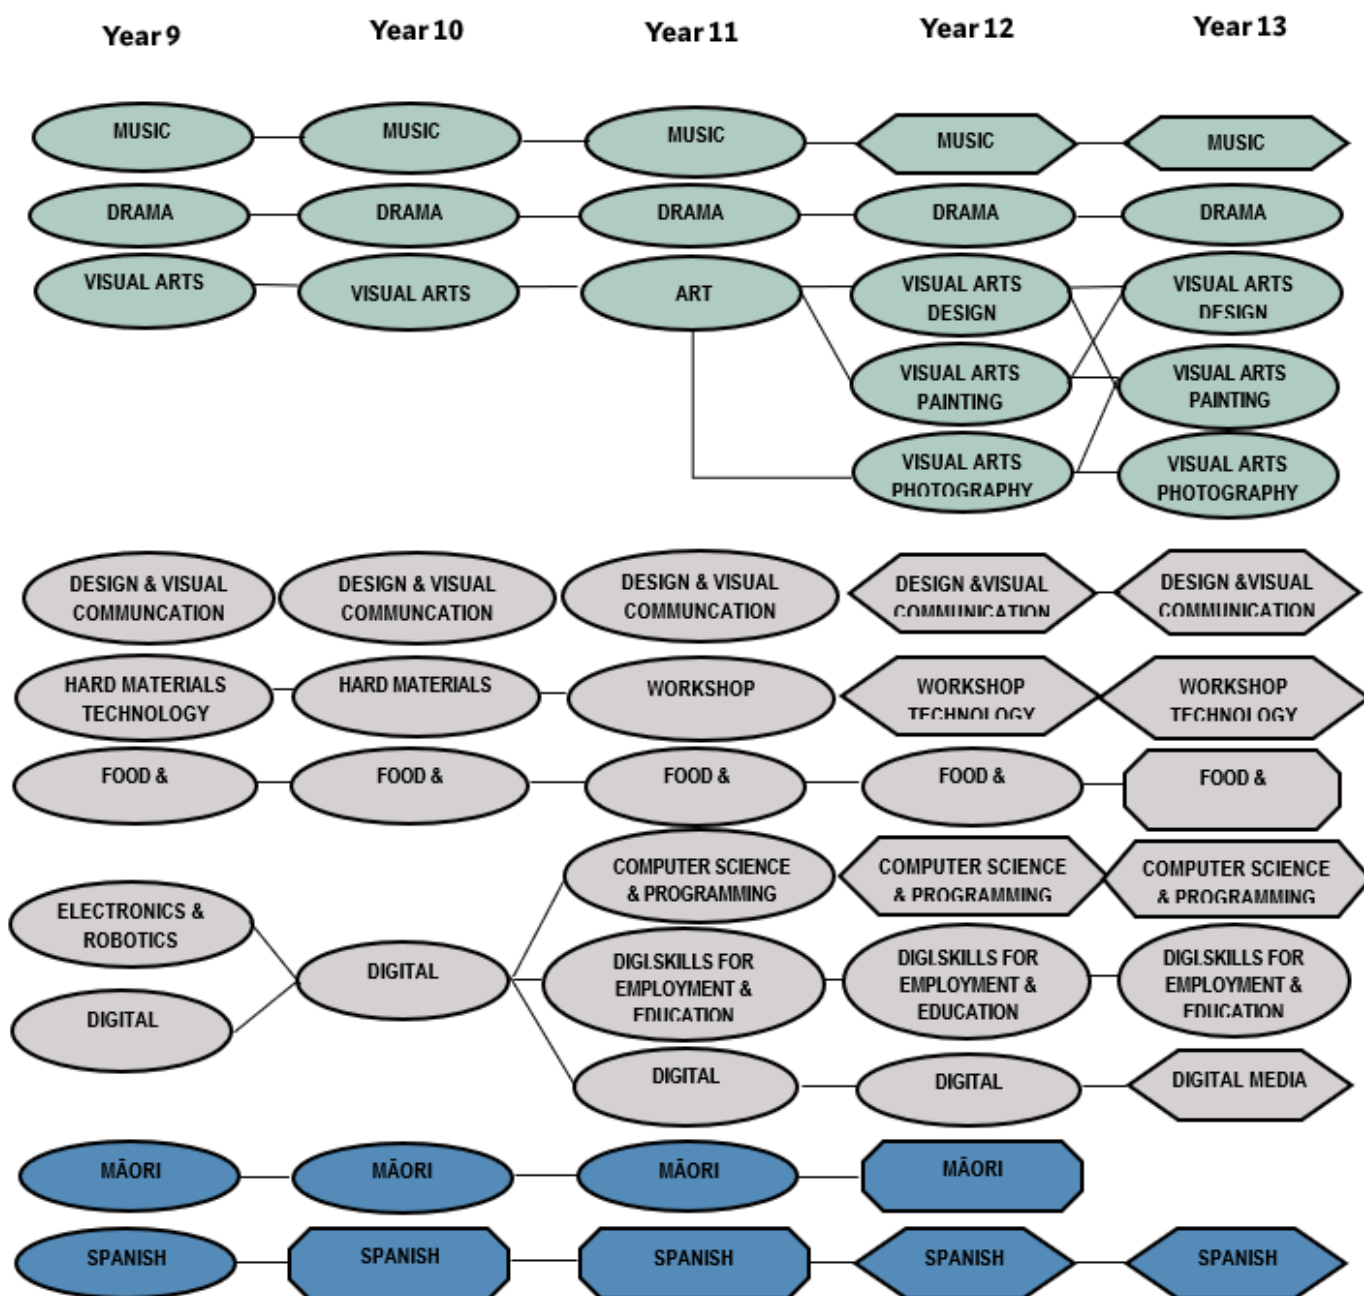 Year 9
Year 10
Year 11
Year 12
Year 13
MUSIC
MUSIC
MUSIC
MUSIC
MUSIC
DRAMA
DRAMA
DRAMA
DRAMA
DRAMA
VISUAL ARTS
VISUAL ARTS
ART
VISUAL ARTS
DESIGN
VISUAL ARTS
DESIGN
VISUAL ARTS
PAINTING
VISUAL ARTS
PAINTING
VISUAL ARTS
PHOTOGRAPHY
VISUAL ARTS
PHOTOGRAPHY
DESIGN & VISUAL
COMMUNCATION
DESIGN & VISUAL
COMMUNCATION
DESIGN & VISUAL
COMMUNCATION
DESIGN &VISUAL
COMMUNICATION
DESIGN &VISUAL
COMMUNICATION
HARD MATERIALS
TECHNOLOGY
HARD MATERIALS
WORKSHOP
WORKSHOP
TECHNOLOGY
WORKSHOP
TECHNOLOGY
FOOD &
FOOD &
FOOD &
FOOD &
FOOD &
COMPUTER SCIENCE
& PROGRAMMING
COMPUTER SCIENCE
& PROGRAMMING
COMPUTER SCIENCE
& PROGRAMMING
ELECTRONICS &
ROBOTICS
DIGITAL
DIGITAL
DIGI.SKILLS FOR
EMPLOYMENT &
EDUCATION
DIGI.SKILLS FOR
EMPLOYMENT &
EDUCATION
DIGI.SKILLS FOR
EMPLOYMENT &
EDUCATION
DIGITAL
DIGITAL
DIGITAL MEDIA
MĀORI
MĀORI
MĀORI
MĀORI
SPANISH
SPANISH
SPANISH
SPANISH
SPANISH